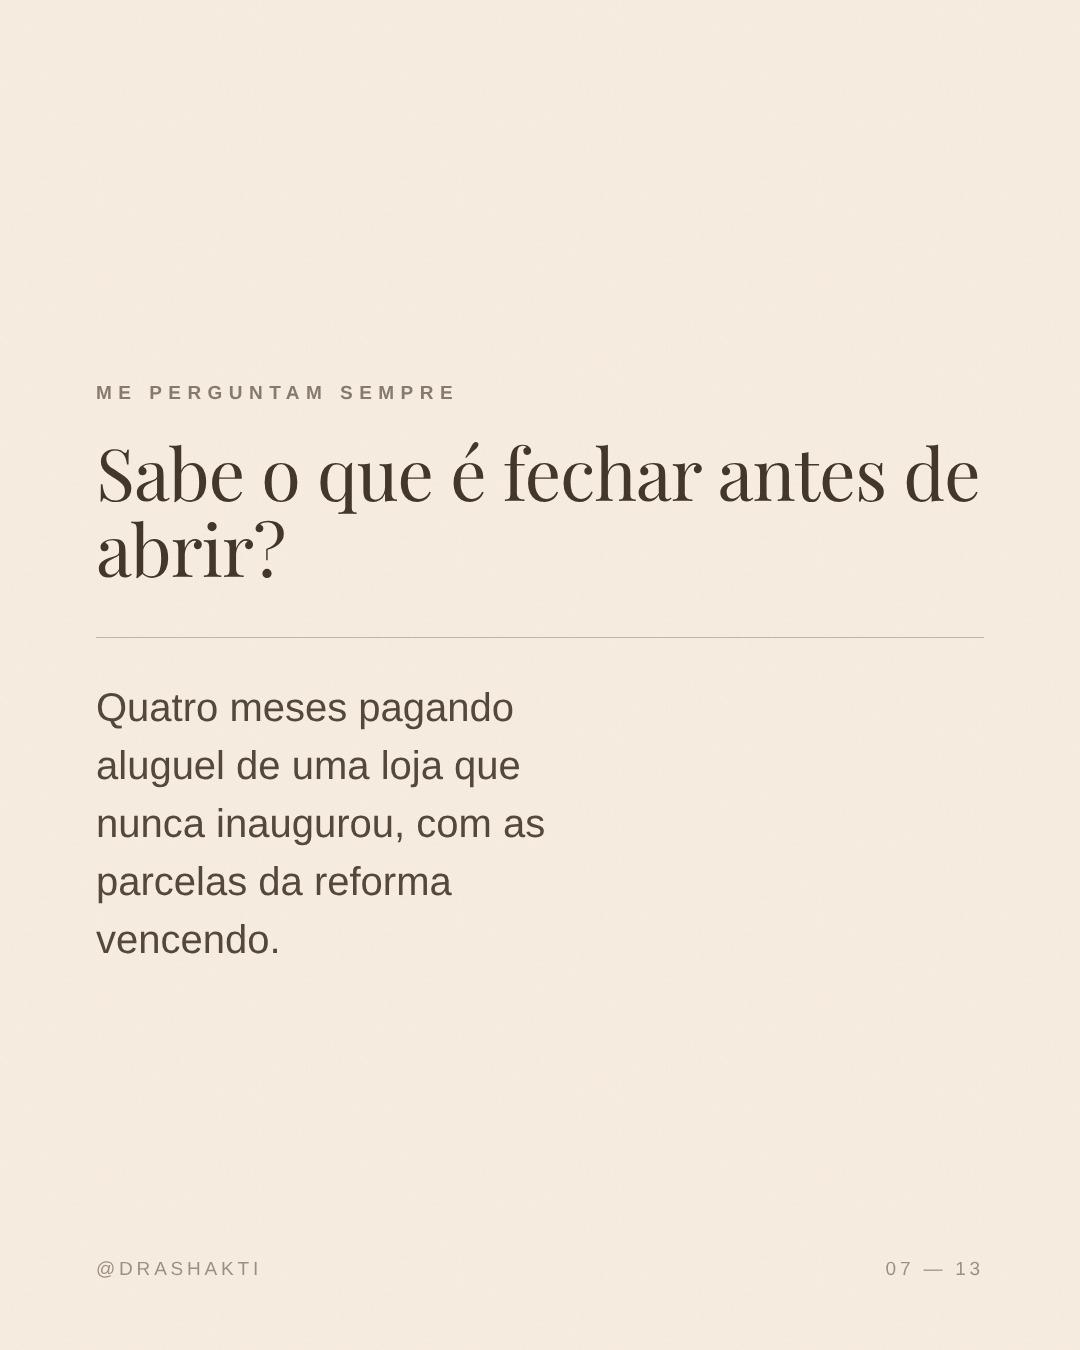 ME PERGUNTAM SEMPRE
Sabe o que é fechar antes de
abrir?
Quatro meses pagando
aluguel de uma loja que
nunca inaugurou, com as
parcelas da reforma
vencendo.
@DRASHAKTI
07 — 13